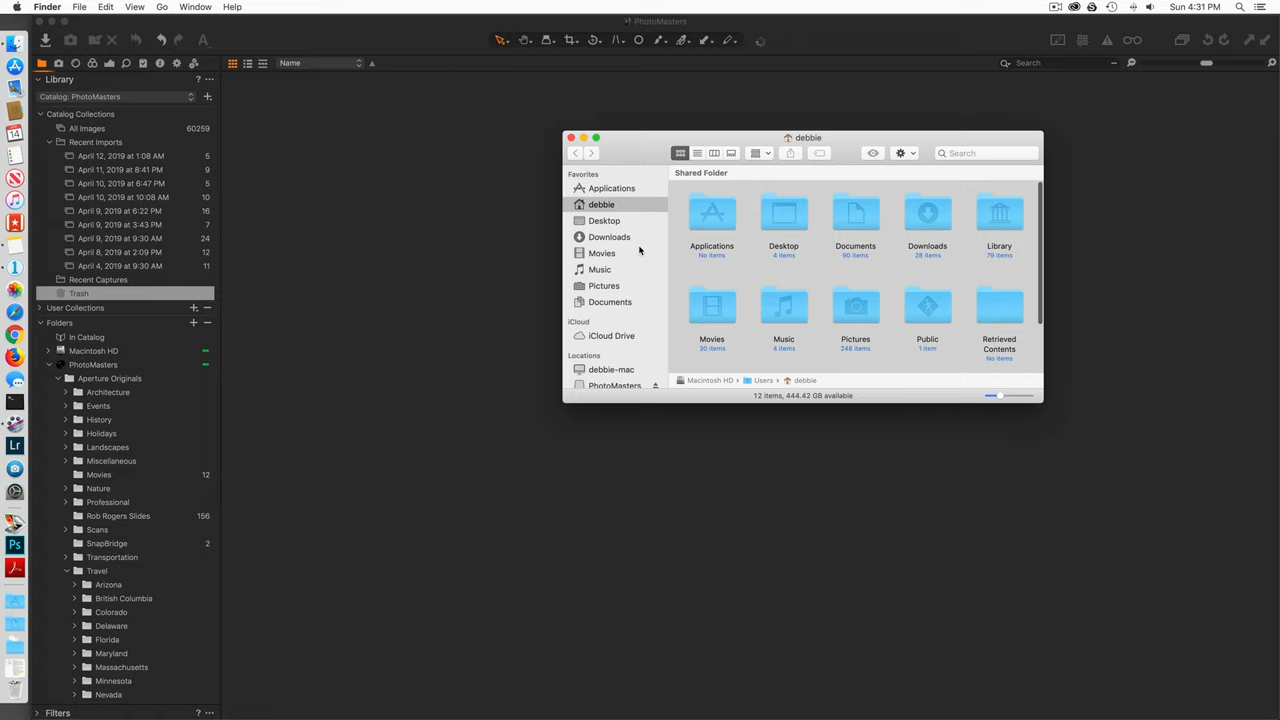 Finder File Edit View Go Window Help Sun 4:31 PM
PhotoMasters
Library
Name
Search
Catalog: PhotoMasters
Catalog Collections
All Images 60259
Recent Imports
April 12, 2019 at 1:08 AM 5
April 11, 2019 at 8:41 PM 9
April 10, 2019 at 6:47 PM 5
April 10, 2019 at 10:08 AM 6
April 9, 2019 at 6:22 PM 16
April 9, 2019 at 3:43 PM 7
April 9, 2019 at 9:30 AM 24
April 8, 2019 at 2:09 PM 12
April 4, 2019 at 9:30 AM 11
Recent Captures
Trash
User Collections
Folders
In Catalog
Macintosh HD
PhotoMasters
Aperture Originals
Architecture
Events
History
Holidays
Landscapes
Miscellaneous
Movies 12
Nature
Professional
Rob Rogers Slides 156
Scans
SnapBridge 2
Transportation
Travel
Arizona
British Columbia
Colorado
Delaware
Florida
Maryland
Massachusetts
Minnesota
Nevada
Filters
debbie
Search
Favorites
Applications
debbie
Desktop
Downloads
Movies
Music
Pictures
Documents
iCloud
iCloud Drive
Locations
debbie-mac
PhotoMasters
Shared Folder
Applications Desktop Documents Downloads Library
No items 4 items 90 items 28 items 79 items
Movies Music Pictures Public Retrieved Contents
30 items 4 items 248 items 1 item No items
Macintosh HD Users debbie
12 items, 444.42 GB available
14
Lr
Ps